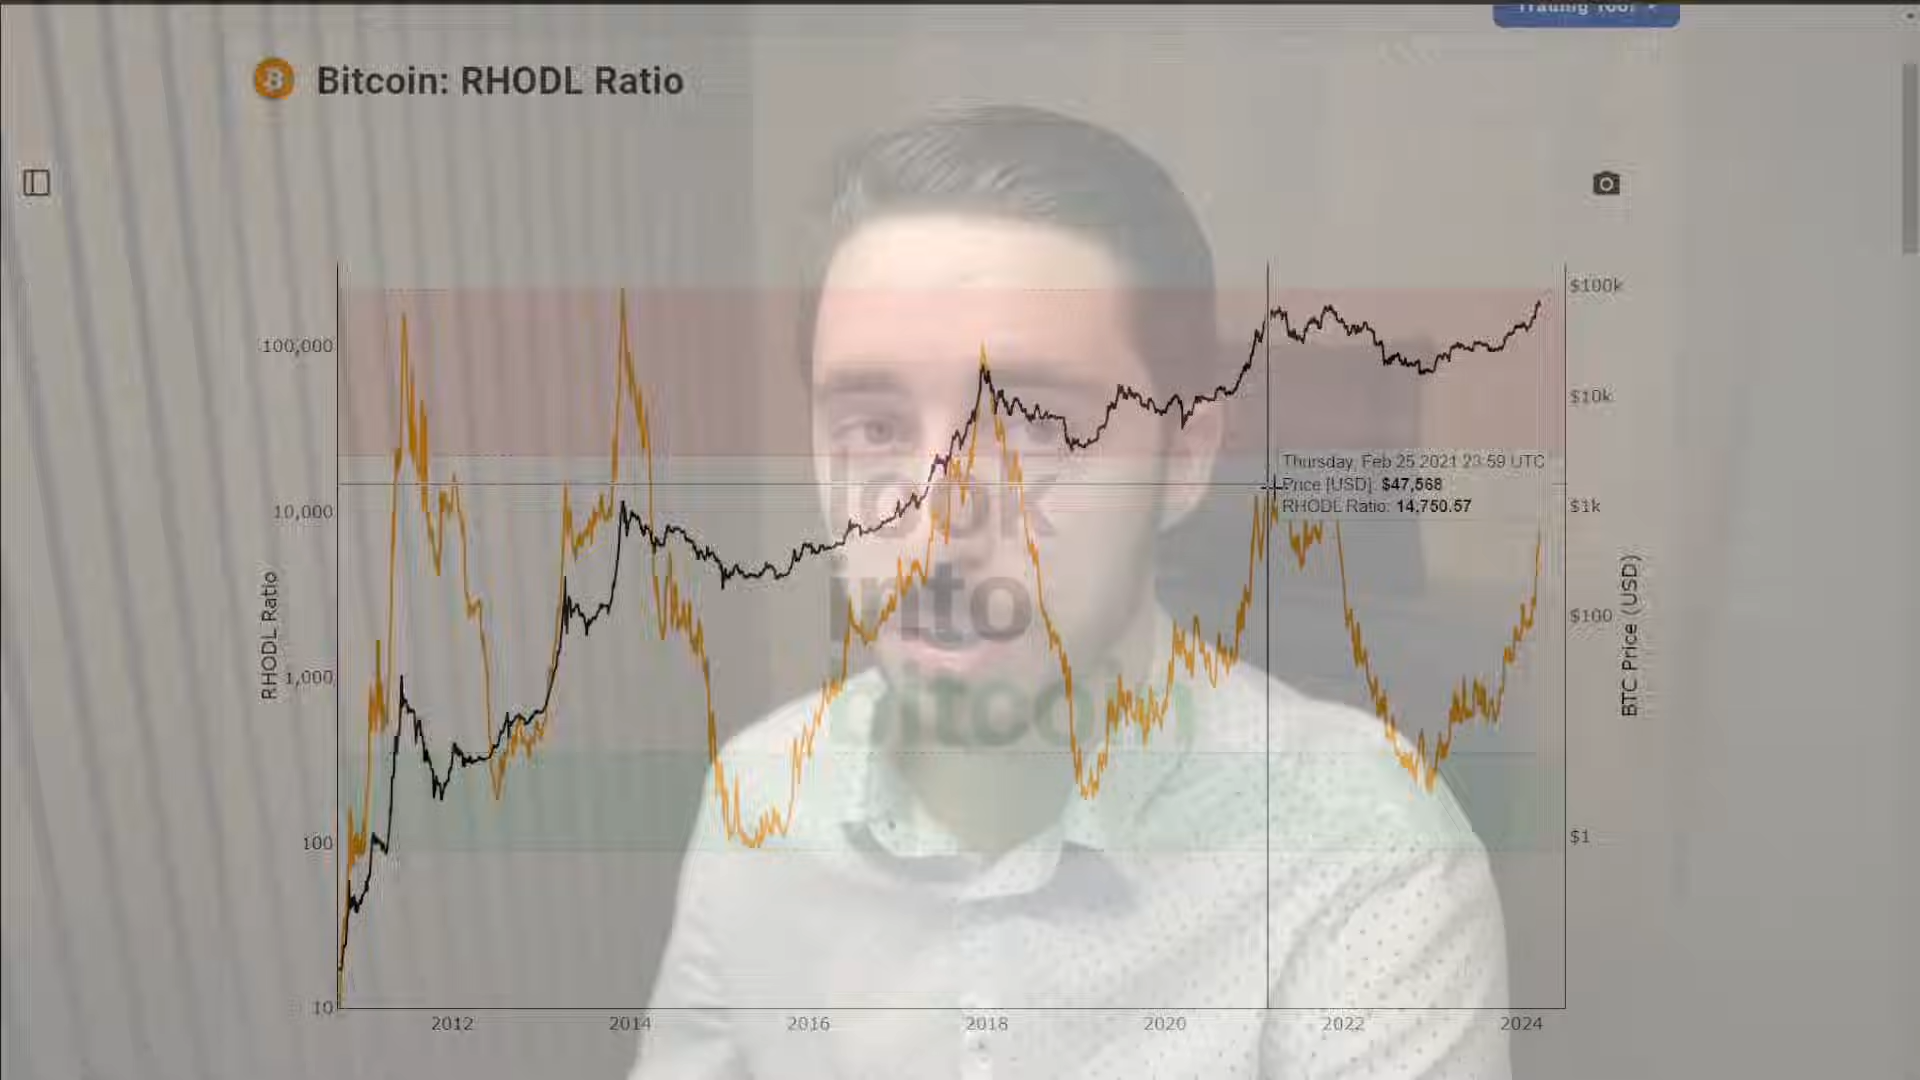 Trading Tool
Bitcoin: RHODL Ratio
100,000
10,000
1,000
100
10
RHODL Ratio
$100k
$10k
$1k
$100
$1
BTC Price (USD)
Thursday, Feb 25 2021 23:59 UTC
Price [USD]: $47,568
RHODL Ratio: 14,750.57
look
into
bitcoin
2012
2014
2016
2018
2020
2022
2024